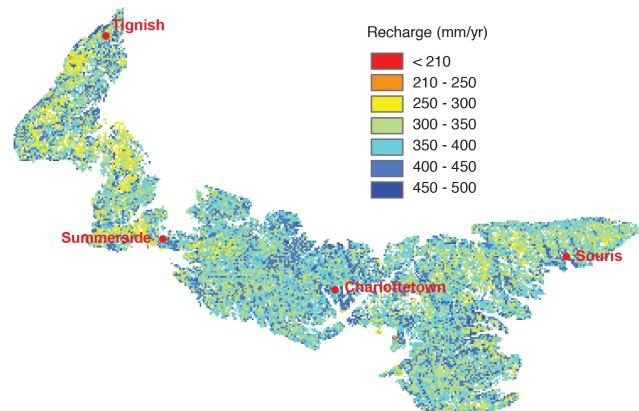 Tignish
Recharge (mm/yr)
< 210
210 - 250
250 - 300
300 - 350
350 - 400
400 - 450
450 - 500
Summerside
Souris
Charlottetown